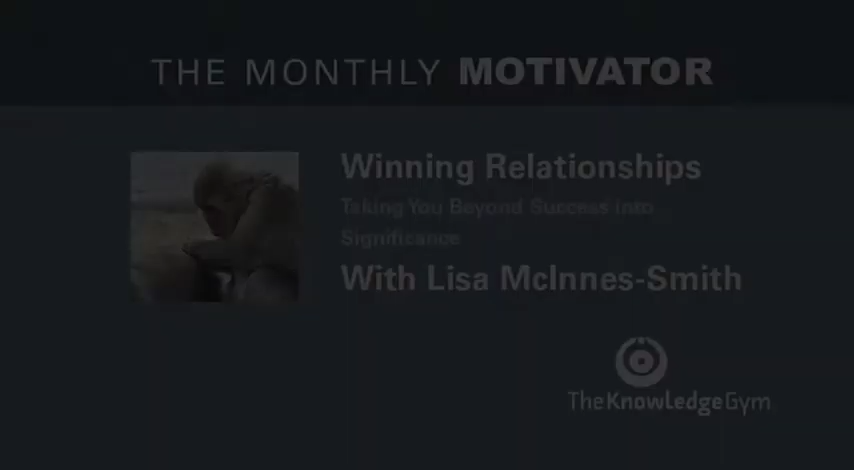 THE MONTHLY MOTIVATOR
Winning Relationships
Taking You Beyond Success into
Significance
With Lisa McInnes-Smith
TheKnowledgeGym